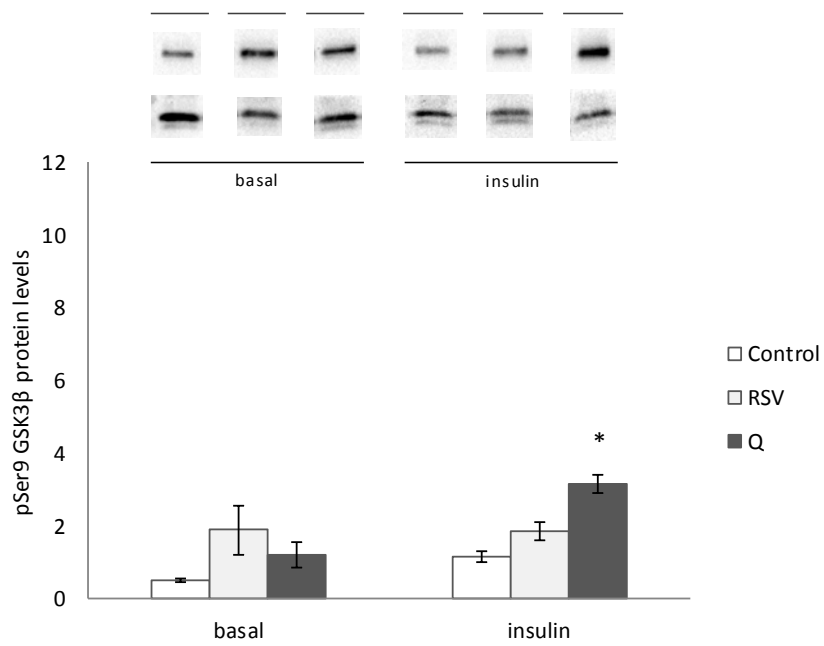 basal
insulin
12
10
8
6
4
2
0
pSer9 GSK3β protein levels
*
basal
insulin
Control
RSV
Q